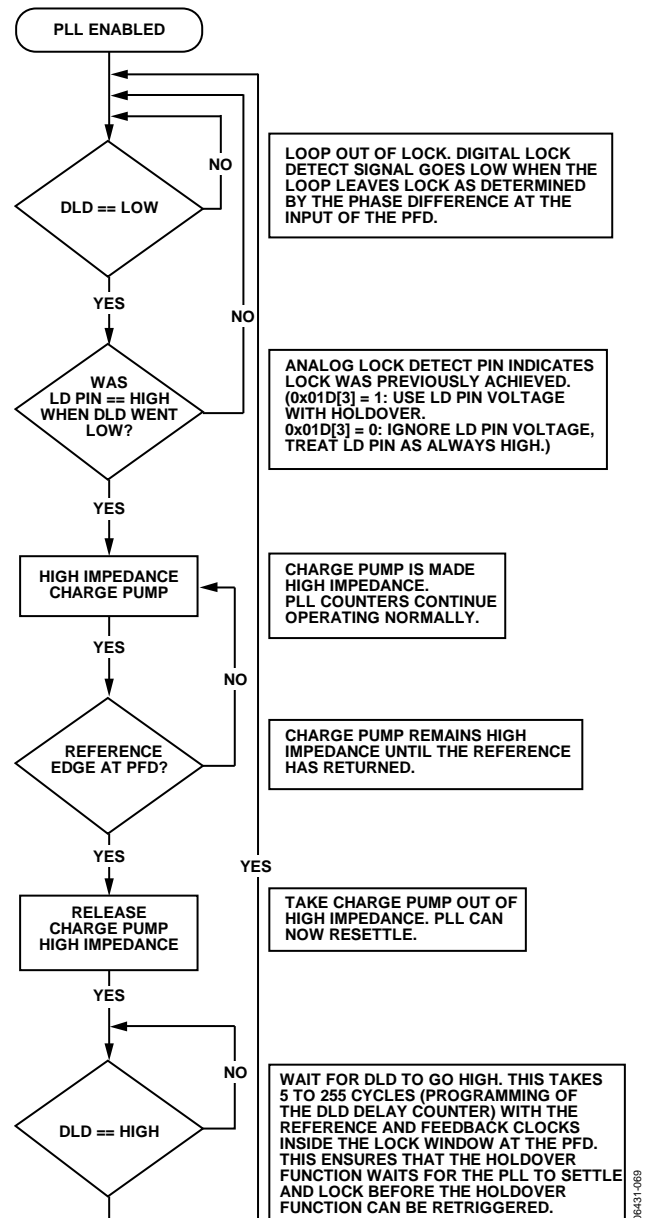 PLL ENABLED
NO
DLD == LOW
LOOP OUT OF LOCK. DIGITAL LOCK
DETECT SIGNAL GOES LOW WHEN THE
LOOP LEAVES LOCK AS DETERMINED
BY THE PHASE DIFFERENCE AT THE
INPUT OF THE PFD.
YES
NO
WAS
LD PIN == HIGH
WHEN DLD WENT
LOW?
ANALOG LOCK DETECT PIN INDICATES
LOCK WAS PREVIOUSLY ACHIEVED.
(0x01D[3] = 1: USE LD PIN VOLTAGE
WITH HOLDOVER.
0x01D[3] = 0: IGNORE LD PIN VOLTAGE,
TREAT LD PIN AS ALWAYS HIGH.)
YES
HIGH IMPEDANCE
CHARGE PUMP
CHARGE PUMP IS MADE
HIGH IMPEDANCE.
PLL COUNTERS CONTINUE
OPERATING NORMALLY.
YES
NO
REFERENCE
EDGE AT PFD?
CHARGE PUMP REMAINS HIGH
IMPEDANCE UNTIL THE REFERENCE
HAS RETURNED.
YES
YES
RELEASE
CHARGE PUMP
HIGH IMPEDANCE
TAKE CHARGE PUMP OUT OF
HIGH IMPEDANCE. PLL CAN
NOW RESETTLE.
YES
NO
DLD == HIGH
WAIT FOR DLD TO GO HIGH. THIS TAKES
5 TO 255 CYCLES (PROGRAMMING OF
THE DLD DELAY COUNTER) WITH THE
REFERENCE AND FEEDBACK CLOCKS
INSIDE THE LOCK WINDOW AT THE PFD.
THIS ENSURES THAT THE HOLDOVER
FUNCTION WAITS FOR THE PLL TO SETTLE
AND LOCK BEFORE THE HOLDOVER
FUNCTION CAN BE RETRIGGERED.
06431-069